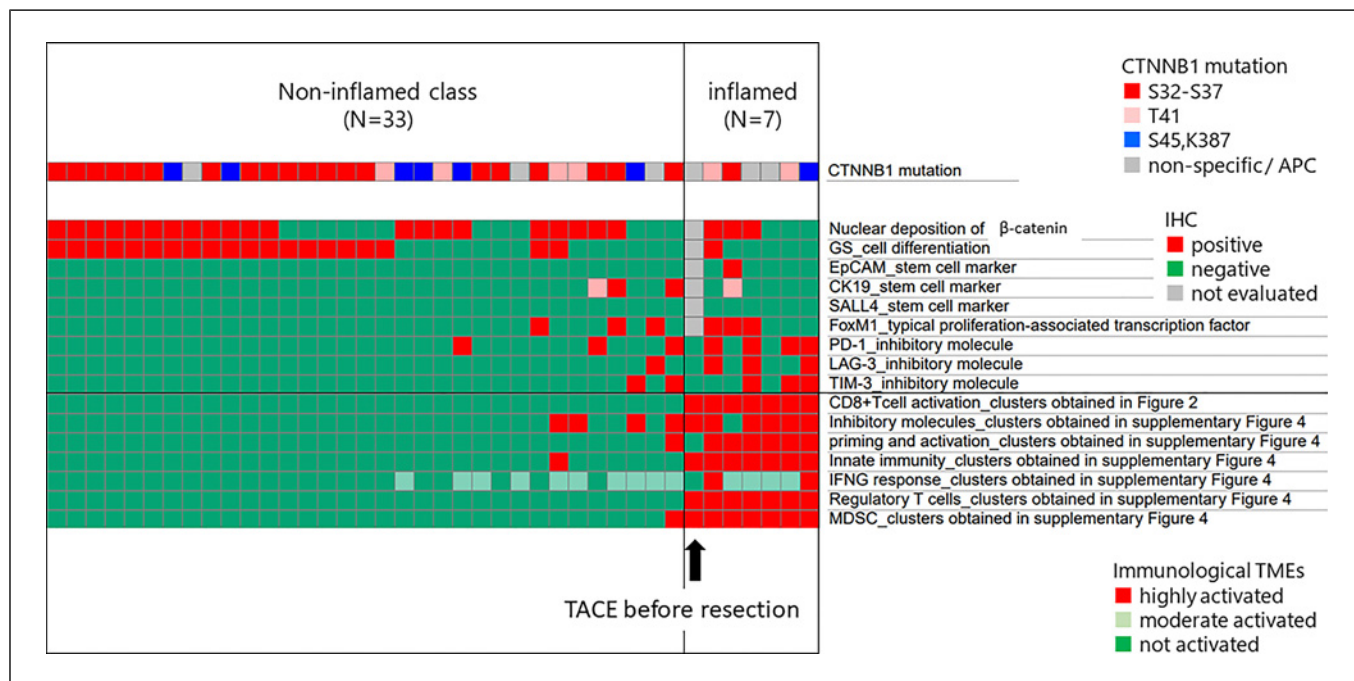 Non-inflamed class
(N=33)
inflamed
(N=7)
CTNNB1 mutation
S32-S37
T41
S45,K387
non-specific/ APC
CTNNB1 mutation
Nuclear deposition of β-catenin
GS_cell differentiation
EpCAM_stem cell marker
CK19_stem cell marker
SALL4_stem cell marker
FoxM1_typical proliferation-associated transcription factor
PD-1_inhibitory molecule
LAG-3_inhibitory molecule
TIM-3_inhibitory molecule
CD8+Tcell activation_clusters obtained in Figure 2
Inhibitory molecules_clusters obtained in supplementary Figure 4
priming and activation_clusters obtained in supplementary Figure 4
Innate immunity_clusters obtained in supplementary Figure 4
IFNG response_clusters obtained in supplementary Figure 4
Regulatory T cells_clusters obtained in supplementary Figure 4
MDSC_clusters obtained in supplementary Figure 4
IHC
positive
negative
not evaluated
TACE before resection
Immunological TMEs
highly activated
moderate activated
not activated